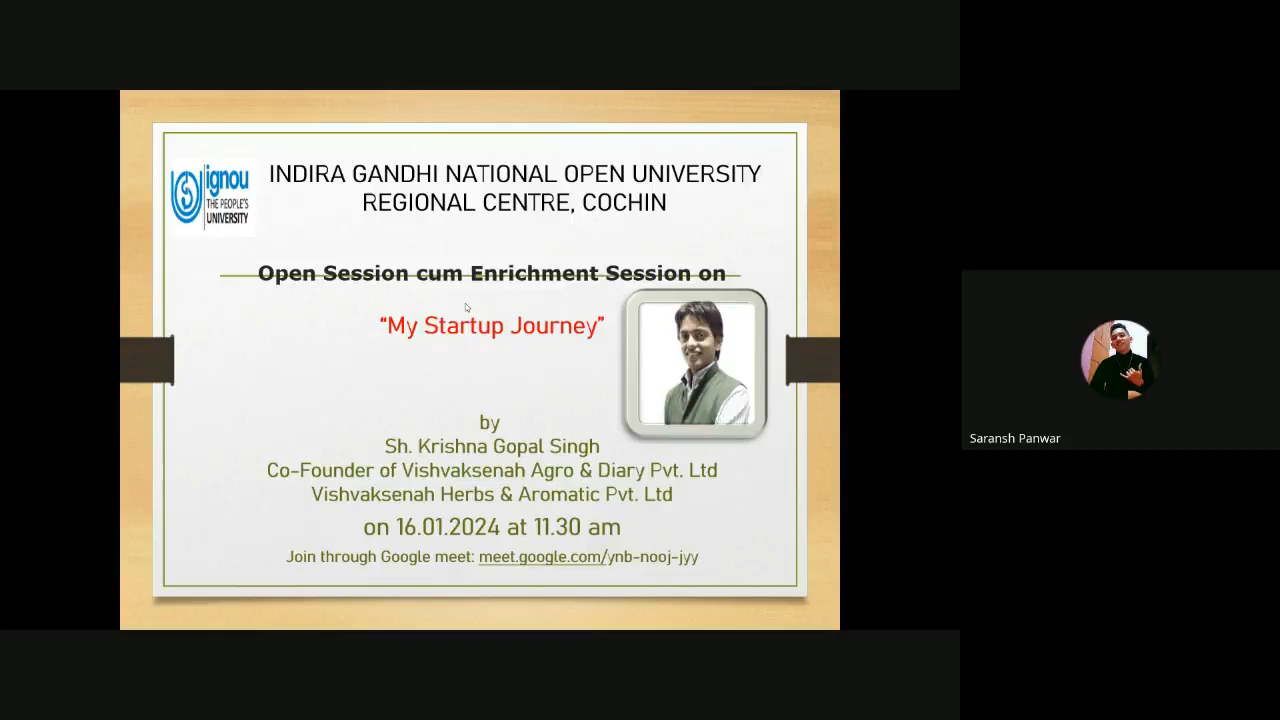 ignou
THE PEOPLE'S
UNIVERSITY
INDIRA GANDHI NATIONAL OPEN UNIVERSITY
REGIONAL CENTRE, COCHIN
Open Session cum Enrichment Session on
“My Startup Journey”
by
Sh. Krishna Gopal Singh
Co-Founder of Vishvaksenah Agro & Diary Pvt. Ltd
Vishvaksenah Herbs & Aromatic Pvt. Ltd
on 16.01.2024 at 11.30 am
Join through Google meet: meet.google.com/ynb-nooj-jyy
Saransh Panwar